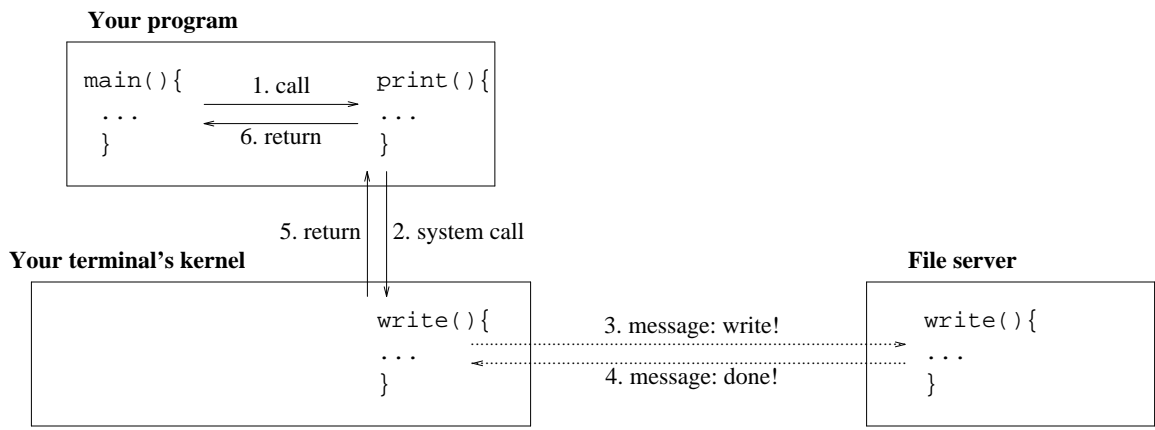 Your program
main(){ 1. call print(){
... ...
6. return
} }
5. return 2. system call
Your terminal's kernel File server
write(){ 3. message: write! write(){
... ...
4. message: done!
} }